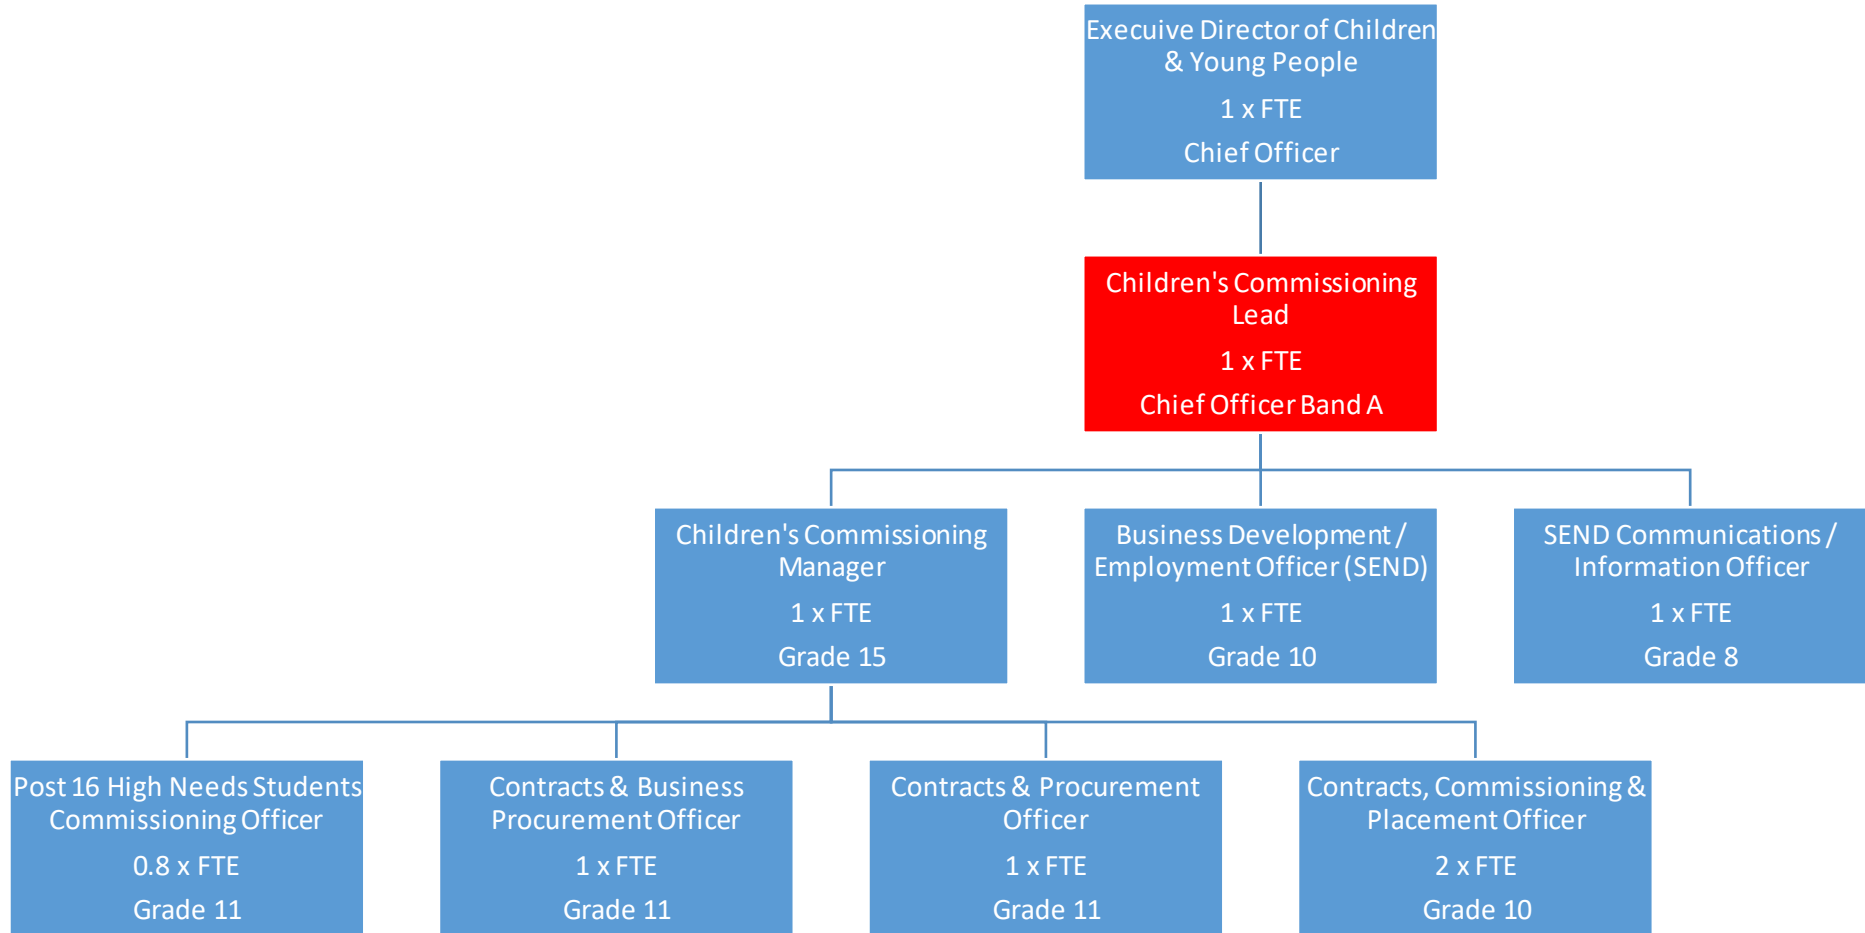 Execuive Director of Children
& Young People
1 x FTE
Chief Officer
Children's Commissioning
Lead
1 x FTE
Chief Officer Band A
Children's Commissioning
Manager
1 x FTE
Grade 15
Business Development /
Employment Officer (SEND)
1 x FTE
Grade 10
SEND Communications /
Information Officer
1 x FTE
Grade 8
Post 16 High Needs Students
Commissioning Officer
0.8 x FTE
Grade 11
Contracts & Business
Procurement Officer
1 x FTE
Grade 11
Contracts & Procurement
Officer
1 x FTE
Grade 11
Contracts, Commissioning &
Placement Officer
2 x FTE
Grade 10